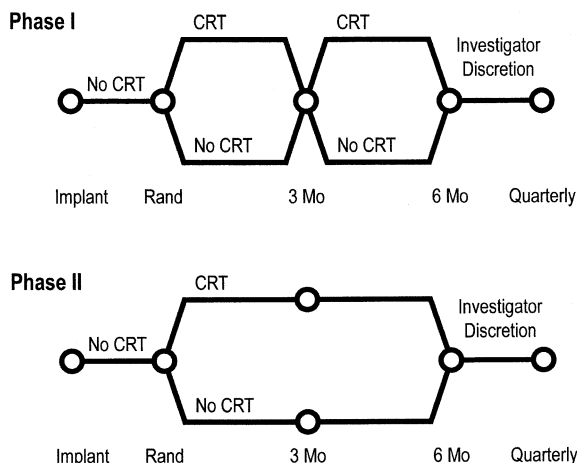 Phase I
CRT
CRT
Investigator
Discretion
No CRT
No CRT
No CRT
Implant
Rand
3 Mo
6 Mo
Quarterly
Phase II
CRT
Investigator
Discretion
No CRT
No CRT
Implant
Rand
3 Mo
6 Mo
Quarterly